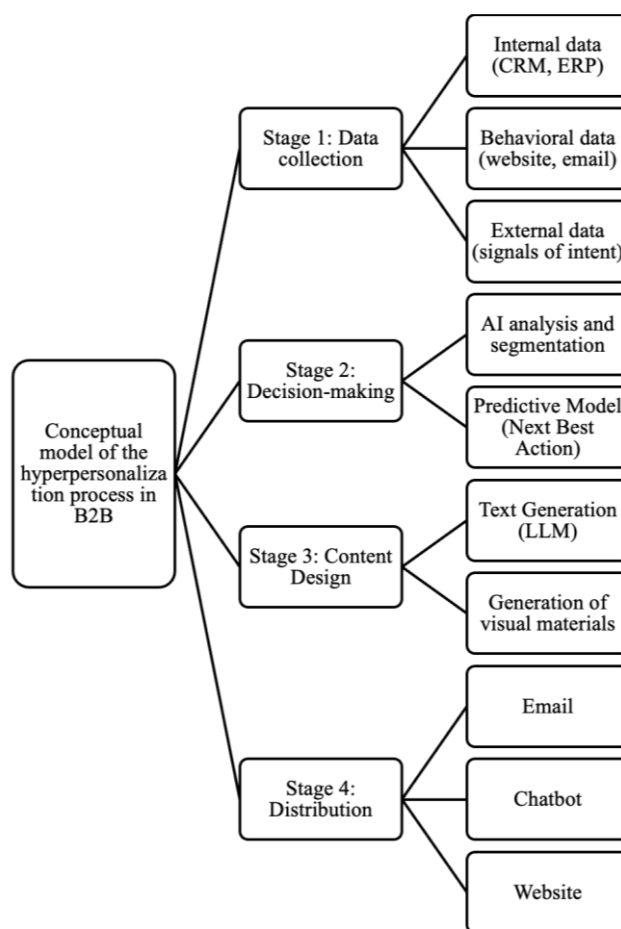 Conceptual
model of the
hyperpersonaliza
tion process in
B2B
Stage 1: Data
collection
Internal data
(CRM, ERP)
Behavioral data
(website, email)
External data
(signals of intent)
Stage 2:
Decision-making
AI analysis and
segmentation
Predictive Model
(Next Best
Action)
Stage 3: Content
Design
Text Generation
(LLM)
Generation of
visual materials
Stage 4:
Distribution
Email
Chatbot
Website